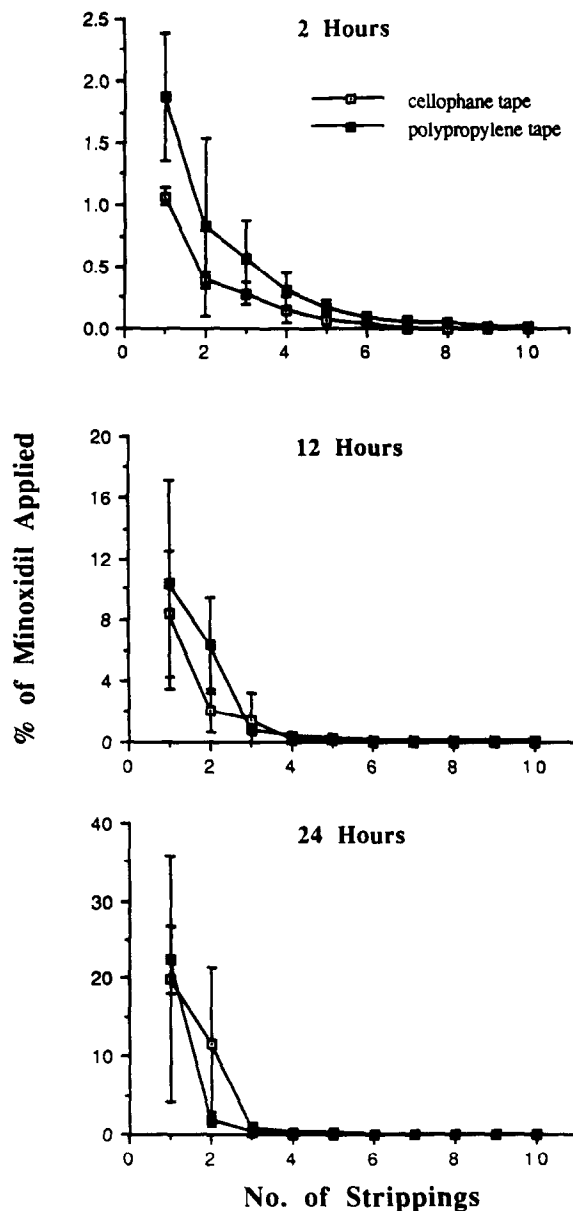 2 Hours
cellophane tape
polypropylene tape
2.5
2.0
1.5
1.0
0.5
0.0
0 2 4 6 8 10
% of Minoxidil Applied
12 Hours
20
16
12
8
4
0
0 2 4 6 8 10
24 Hours
40
30
20
10
0
0 2 4 6 8 10
No. of Strippings